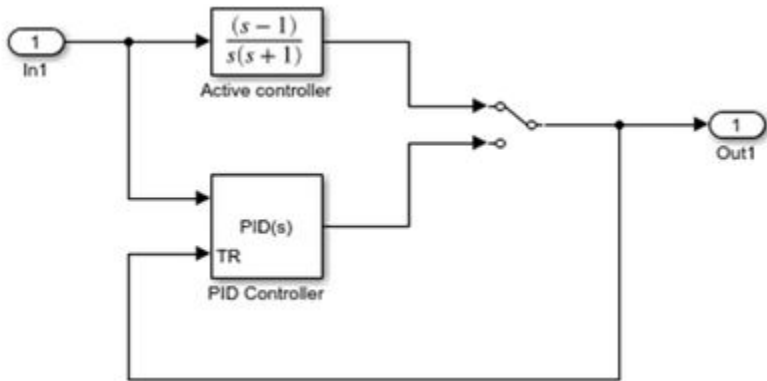 1
In1
(s − 1)
s(s + 1)
Active controller
PID(s)
TR
PID Controller
1
Out1